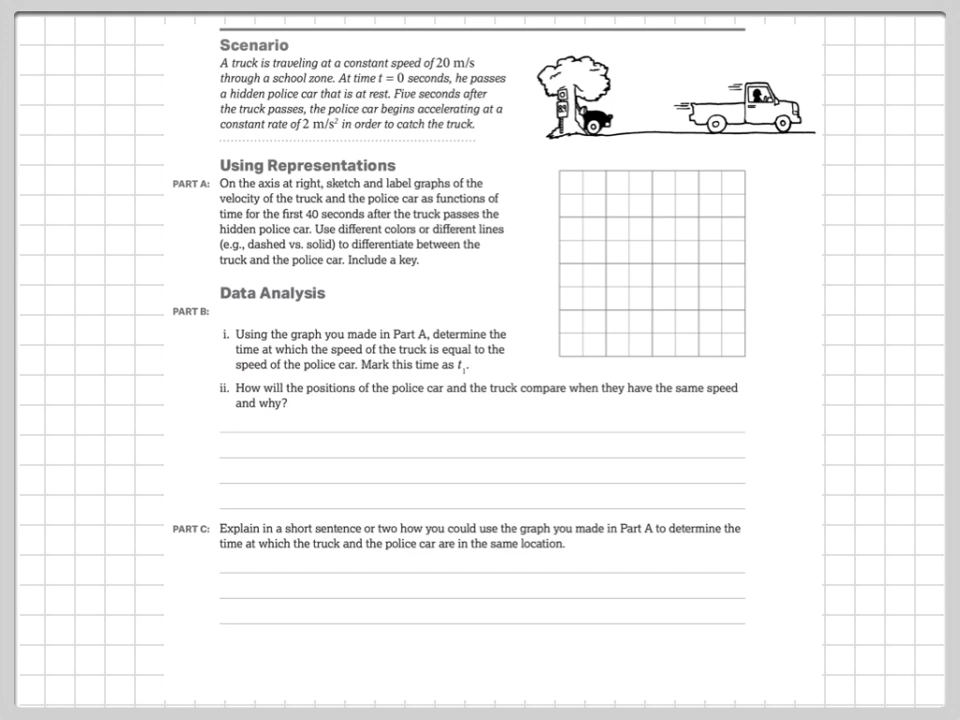 Scenario
A truck is traveling at a constant speed of 20 m/s
through a school zone. At time t = 0 seconds, he passes
a hidden police car that is at rest. Five seconds after
the truck passes, the police car begins accelerating at a
constant rate of 2 m/s² in order to catch the truck.
Using Representations
PART A: On the axis at right, sketch and label graphs of the
velocity of the truck and the police car as functions of
time for the first 40 seconds after the truck passes the
hidden police car. Use different colors or different lines
(e.g., dashed vs. solid) to differentiate between the
truck and the police car. Include a key.
Data Analysis
PART B:
i. Using the graph you made in Part A, determine the
time at which the speed of the truck is equal to the
speed of the police car. Mark this time as t₁.
ii. How will the positions of the police car and the truck compare when they have the same speed
and why?
PART C: Explain in a short sentence or two how you could use the graph you made in Part A to determine the
time at which the truck and the police car are in the same location.